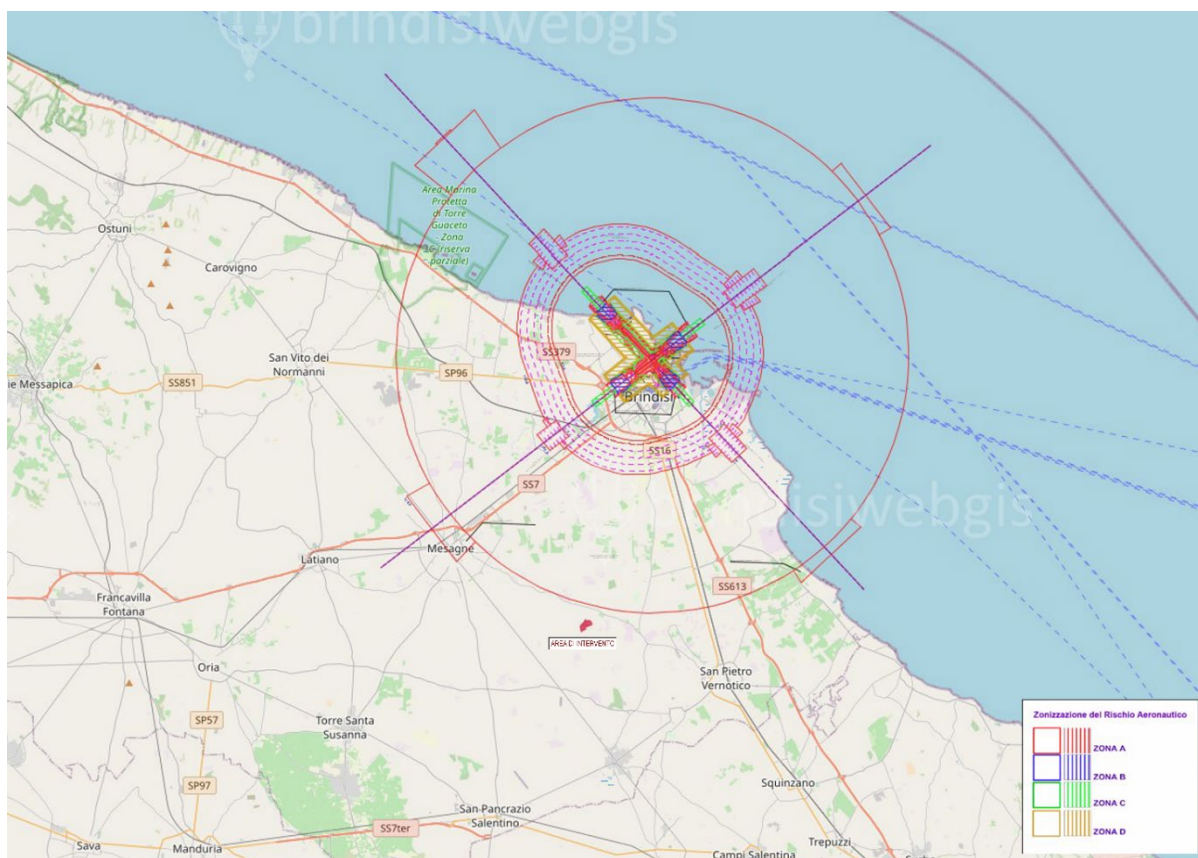 brindisiwebgis
Area Marina
Protetta
di Torre
Guaceto
- Zona
parziale)
Ostuni
Carovigno
San Vito dei
Normanni
SS379
SP96
SS851
ie Messapica
Brindisi
SS16
SS7
Mesagne
Latiano
SS613
Francavilla
Fontana
AREA DI INTERVENTO
Oria
San Pietro
Vernotico
SP57
Torre Santa
Susanna
SP97
Squinzano
San Pancrazio
Salentino
SS7ter
Sava
Manduria
Campi Salentina
Trepuzzi
Zonizzazione del Rischio Aeronautico
ZONA A
ZONA B
ZONA C
ZONA D